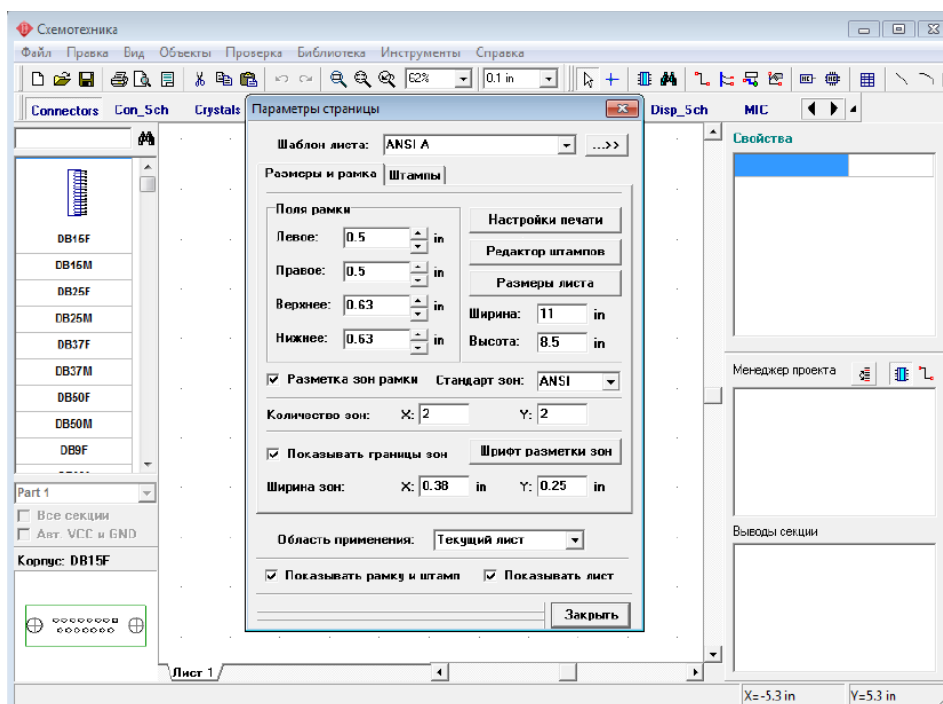 Схемотехника
Файл Правка Вид Объекты Проверка Библиотека Инструменты Справка
62% 0.1 in
Connectors Con_Sch Crystals Disp_Sch MIC
Параметры страницы
Шаблон листа: ANSI A ...>>
Размеры и рамка Штампы
Поля рамки
Левое: 0.5 in
Правое: 0.5 in
Верхнее: 0.63 in
Нижнее: 0.63 in
Настройки печати
Редактор штампов
Размеры листа
Ширина: 11 in
Высота: 8.5 in
Разметка зон рамки Стандарт зон: ANSI
Количество зон: X: 2 Y: 2
Показывать границы зон Шрифт разметки зон
Ширина зон: X: 0.38 in Y: 0.25 in
Область применения: Текущий лист
Показывать рамку и штамп Показывать лист
Закрыть
DB15F
DB15M
DB25F
DB25M
DB37F
DB37M
DB50F
DB50M
DB9F
Part 1
Все секции
Авт. VCC и GND
Корпус: DB15F
Лист 1
Свойства
Менеджер проекта
Выводы секции
X=-5.3 in Y=5.3 in